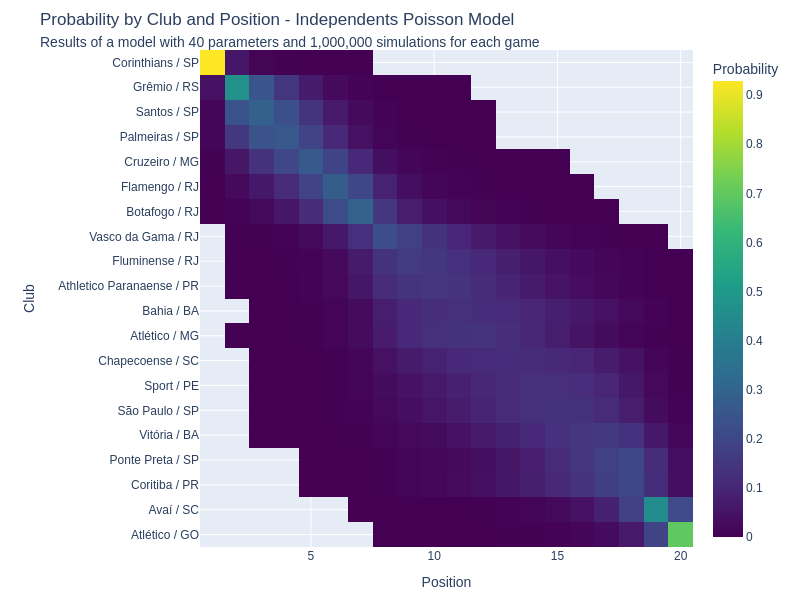 Probability by Club and Position - Independents Poisson Model
Results of a model with 40 parameters and 1,000,000 simulations for each game
Corinthians / SP
Grêmio / RS
Santos / SP
Palmeiras / SP
Cruzeiro / MG
Flamengo / RJ
Botafogo / RJ
Vasco da Gama / RJ
Fluminense / RJ
Athletico Paranaense / PR
Bahia / BA
Atlético / MG
Chapecoense / SC
Sport / PE
São Paulo / SP
Vitória / BA
Ponte Preta / SP
Coritiba / PR
Avaí / SC
Atlético / GO
Club
5
10
15
20
Position
Probability
0.9
0.8
0.7
0.6
0.5
0.4
0.3
0.2
0.1
0